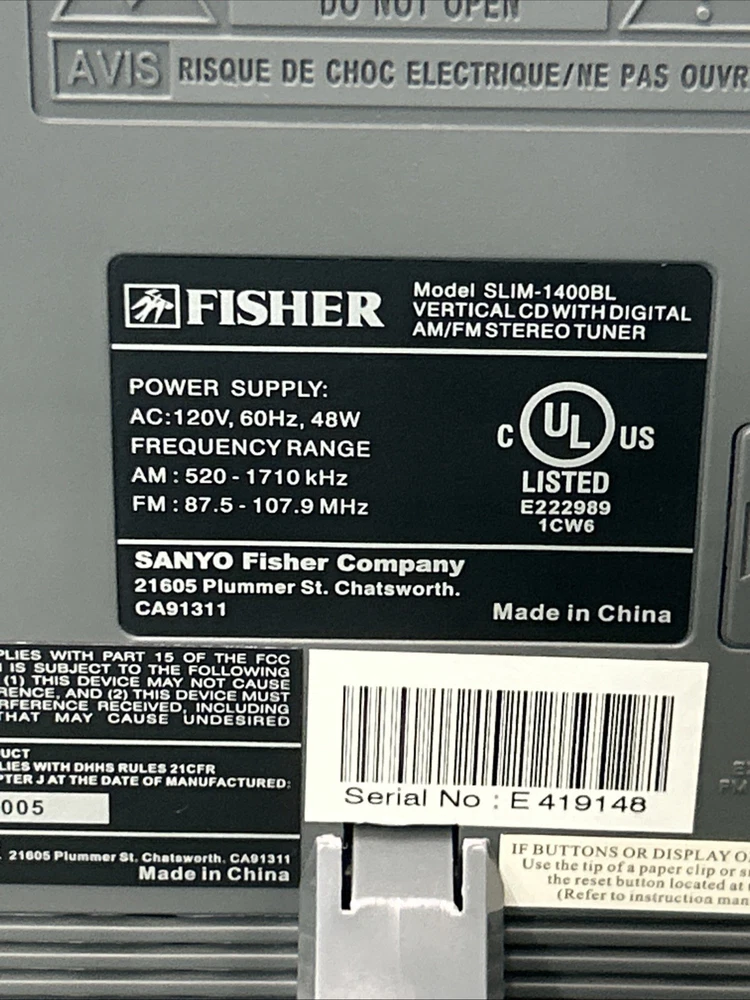 DO NOT OPEN
AVIS RISQUE DE CHOC ELECTRIQUE/NE PAS OUVR
FISHER
Model SLIM-1400BL
VERTICAL CD WITH DIGITAL
AM/FM STEREO TUNER
POWER SUPPLY:
AC:120V, 60Hz, 48W
FREQUENCY RANGE
AM : 520 - 1710 kHz
FM : 87.5 - 107.9 MHz
C UL US
LISTED
E222989
1CW6
SANYO Fisher Company
21605 Plummer St. Chatsworth.
CA91311
Made in China
PLIES WITH PART 15 OF THE FCC
IS SUBJECT TO THE FOLLOWING
(1) THIS DEVICE MAY NOT CAUSE
RENCE, AND (2) THIS DEVICE MUST
RFERENCE RECEIVED, INCLUDING
THAT MAY CAUSE UNDESIRED
UCT
LIES WITH DHHS RULES 21CFR
PTER J AT THE DATE OF MANUFACTURED:
005
21605 Plummer St. Chatsworth. CA91311
Made in China
Serial No : E 419148
IF BUTTONS OR DISPLAY
Use the tip of a paper clip or
the reset button located at
(Refer to instruction man